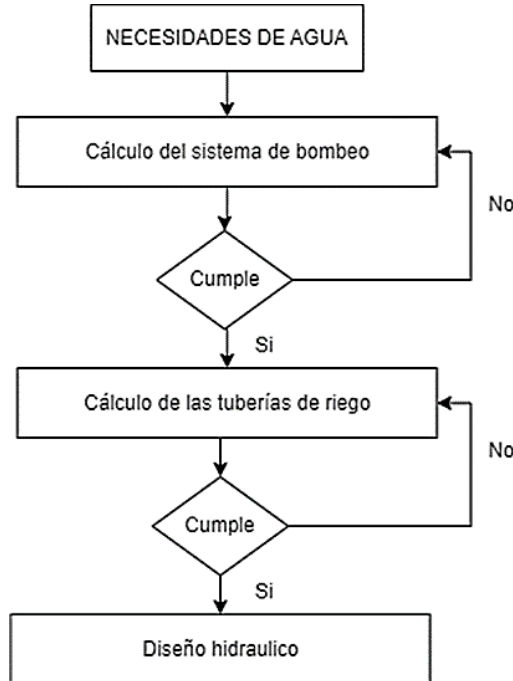 NECESIDADES DE AGUA
Cálculo del sistema de bombeo
No
Cumple
Si
Cálculo de las tuberías de riego
No
Cumple
Si
Diseño hidraulico